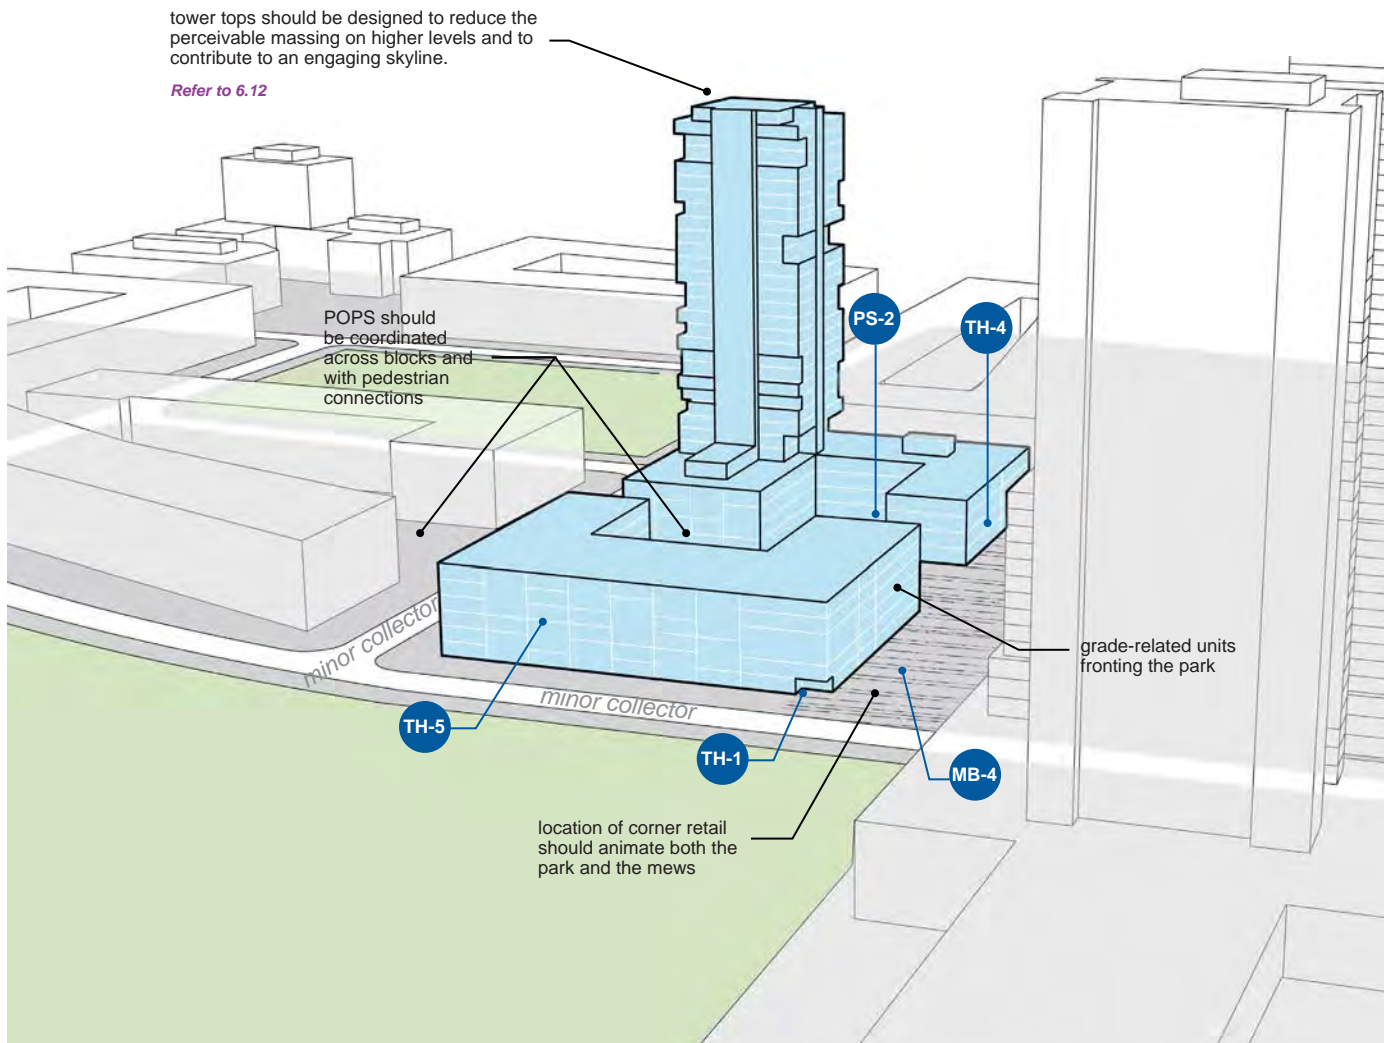 tower tops should be designed to reduce the
perceivable massing on higher levels and to
contribute to an engaging skyline.
Refer to 6.12
PS-2
TH-4
POPS should
be coordinated
across blocks and
with pedestrian
connections
minor collector
minor collector
grade-related units
fronting the park
TH-5
TH-1
MB-4
location of corner retail
should animate both the
park and the mews